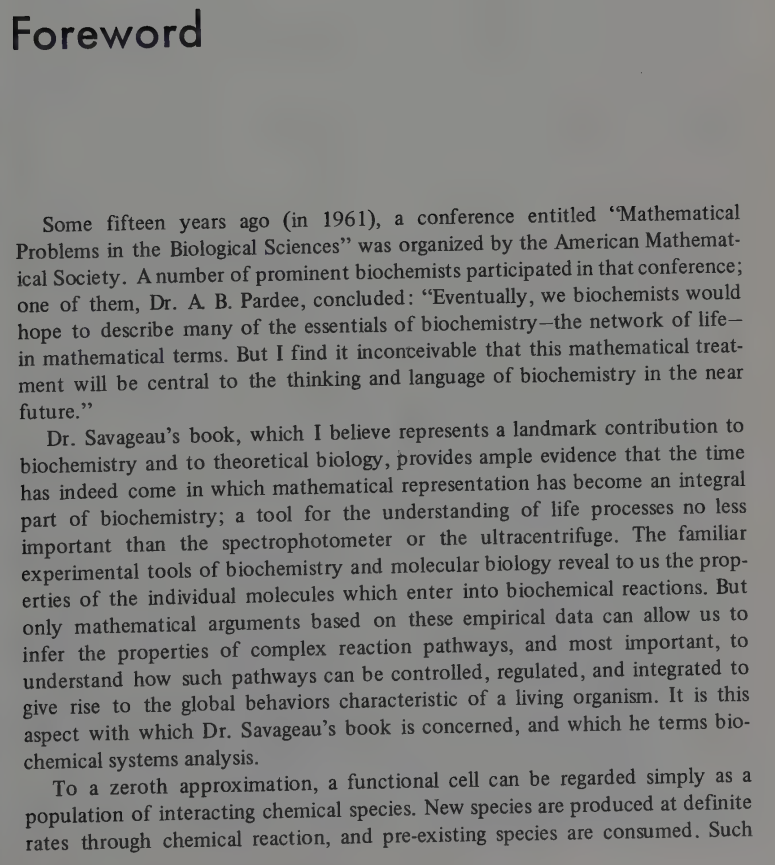 Foreword
Some fifteen years ago (in 1961), a conference entitled “Mathematical
Problems in the Biological Sciences” was organized by the American Mathemat-
ical Society. A number of prominent biochemists participated in that conference;
one of them, Dr. A. B. Pardee, concluded: “Eventually, we biochemists would
hope to describe many of the essentials of biochemistry—the network of life—
in mathematical terms. But I find it inconceivable that this mathematical treat-
ment will be central to the thinking and language of biochemistry in the near
future.”
Dr. Savageau’s book, which I believe represents a landmark contribution to
biochemistry and to theoretical biology, provides ample evidence that the time
has indeed come in which mathematical representation has become an integral
part of biochemistry; a tool for the understanding of life processes no less
important than the spectrophotometer or the ultracentrifuge. The familiar
experimental tools of biochemistry and molecular biology reveal to us the prop-
erties of the individual molecules which enter into biochemical reactions. But
only mathematical arguments based on these empirical data can allow us to
infer the properties of complex reaction pathways, and most important, to
understand how such pathways can be controlled, regulated, and integrated to
give rise to the global behaviors characteristic of a living organism. It is this
aspect with which Dr. Savageau’s book is concerned, and which he terms bio-
chemical systems analysis.
To a zeroth approximation, a functional cell can be regarded simply as a
population of interacting chemical species. New species are produced at definite
rates through chemical reaction, and pre-existing species are consumed. Such